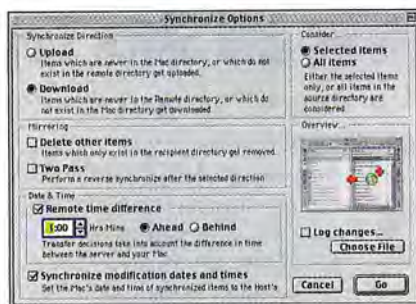 Synchronize Options
Synchronize Direction
Upload
Items which are newer in the Mac directory, or which do not
exist in the remote directory get uploaded.
Download
Items which are newer in the Remote directory, or which do
not exist in the Mac directory get downloaded.
Mirroring
Delete other items
Items which only exist in the recipient directory get removed.
Two Pass
Perform a reverse synchronize after the selected direction
Date & Time
Remote time difference
1:00 Hrs:Mins Ahead Behind
Transfer decisions take into account the difference in time
between the server and your Mac
Synchronize modification dates and times
Set the Mac's date and time of synchronized items to the Host's
Consider
Selected items
All items
Either the selected items
only, or all items in the
source directory are
considered.
Overview...
Log changes...
Choose File
Cancel
Go